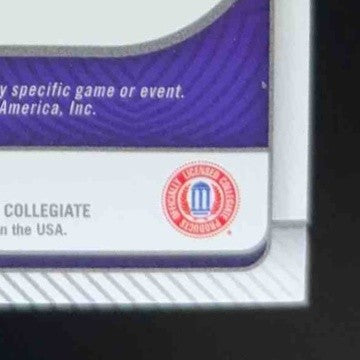 y specific game or event.
America, Inc.
COLLEGIATE
n the USA.
OFFICIALLY LICENSED COLLEGIATE PRODUCTS